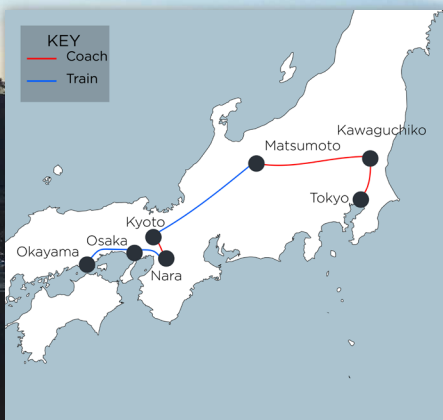 KEY
Coach
Train
Kawaguchiko
Matsumoto
Tokyo
Kyoto
Osaka
Okayama
Nara